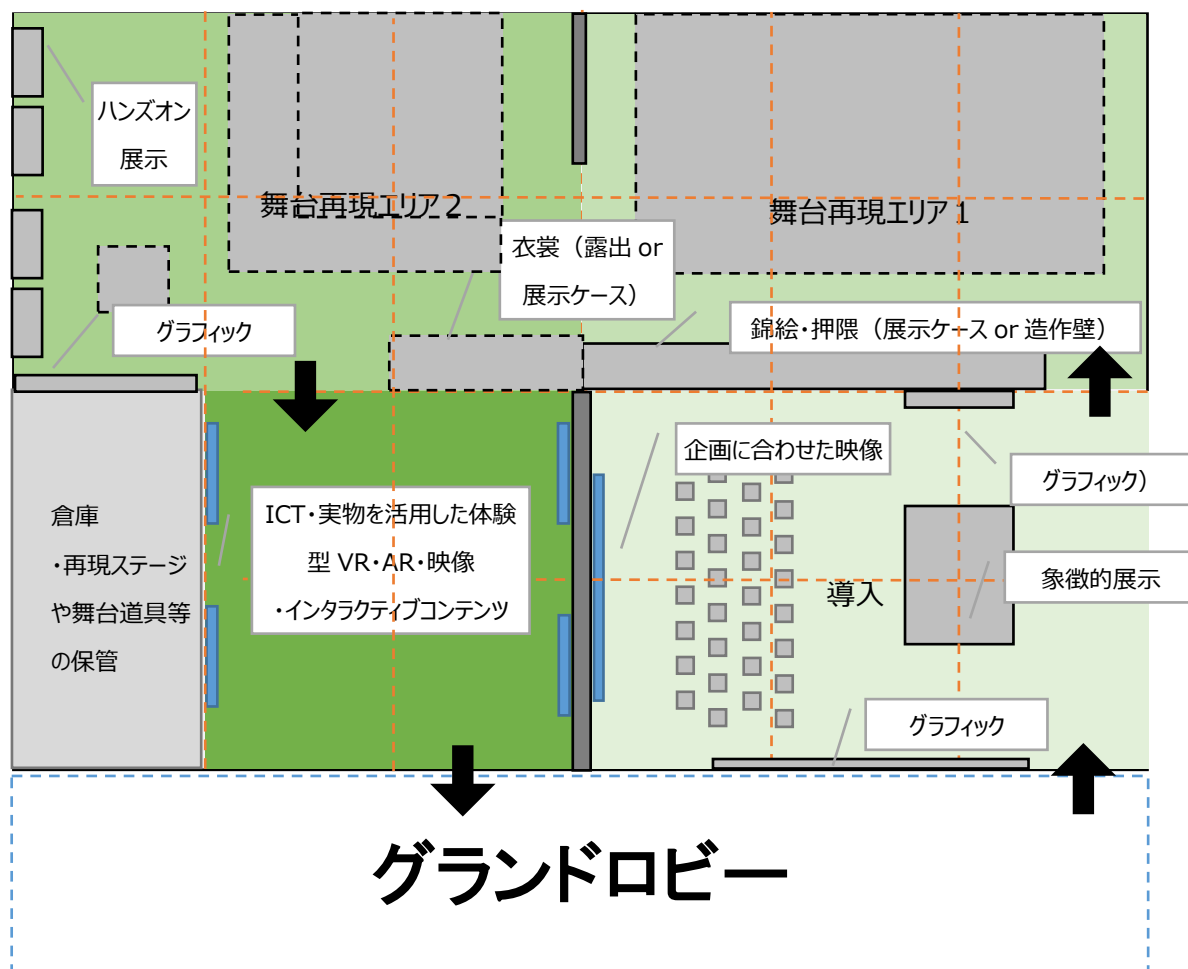 ハンズオン
展示
舞台再現エリア２
舞台再現エリア１
衣裳（露出 or
展示ケース）
グラフィック
錦絵・押隈（展示ケース or 造作壁）
企画に合わせた映像
グラフィック）
倉庫
・再現ステージ
や舞台道具等
の保管
ICT・実物を活用した体験
型 VR・AR・映像
・インタラクティブコンテンツ
導入
象徴的展示
グラフィック
グランドロビー